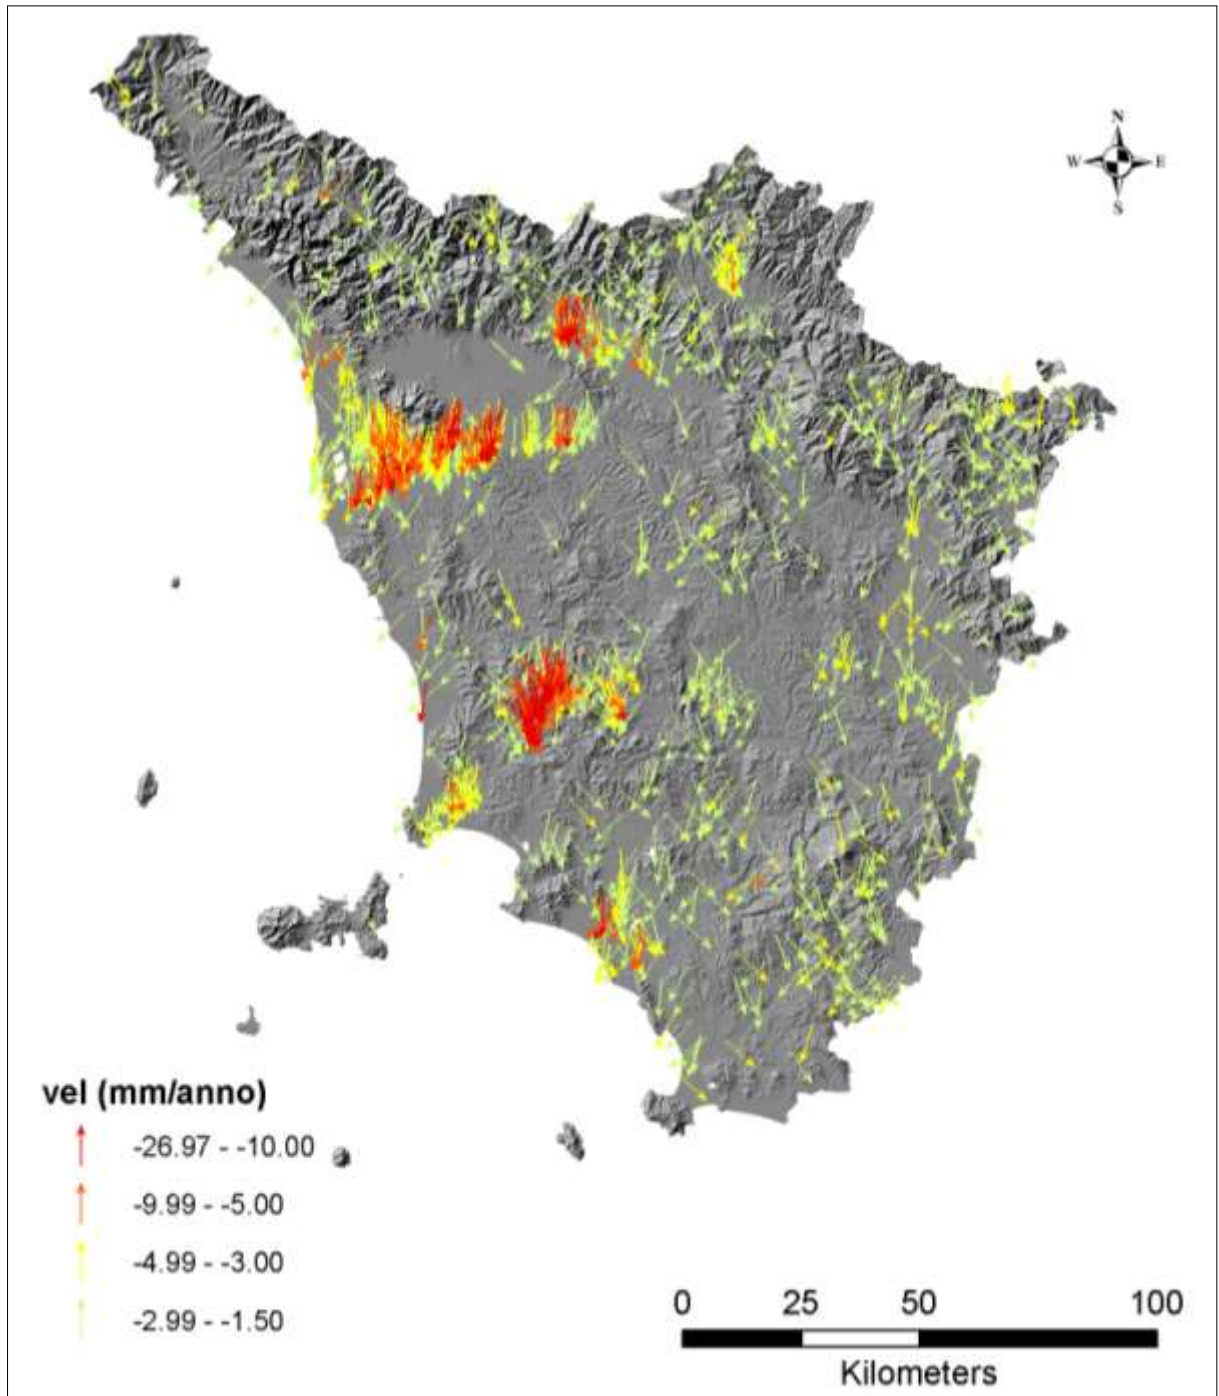 N
W E
S
vel (mm/anno)
-26.97 - -10.00
-9.99 - -5.00
-4.99 - -3.00
-2.99 - -1.50
0 25 50 100
Kilometers